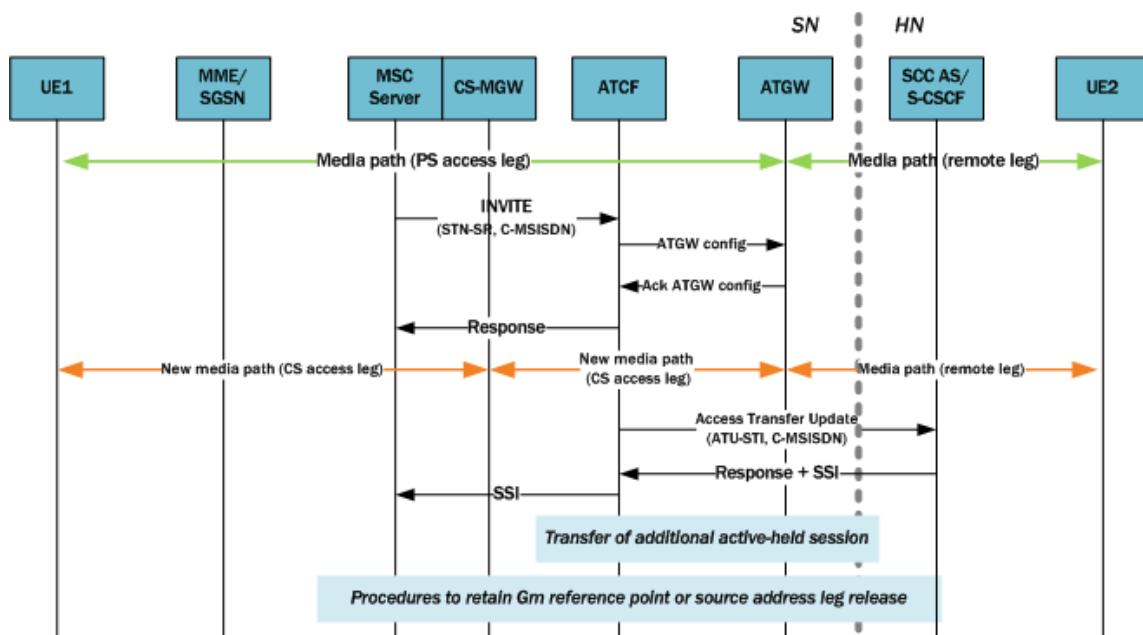 SN
HN
UE1
MME/
SGSN
MSC
Server
CS-MGW
ATCF
ATGW
SCC AS/
S-CSCF
UE2
Media path (PS access leg)
Media path (remote leg)
INVITE
(STN-SR, C-MSISDN)
ATGW config
Ack ATGW config
Response
New media path (CS access leg)
New media path
(CS access leg)
Media path (remote leg)
Access Transfer Update
(ATU-STI, C-MSISDN)
Response + SSI
SSI
Transfer of additional active-held session
Procedures to retain Gm reference point or source address leg release